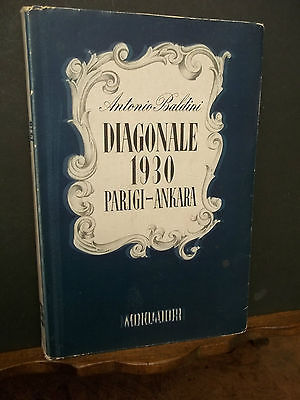 Antonio Baldini
DIAGONALE
1930
PARIGI-ANKARA
MONDADORI